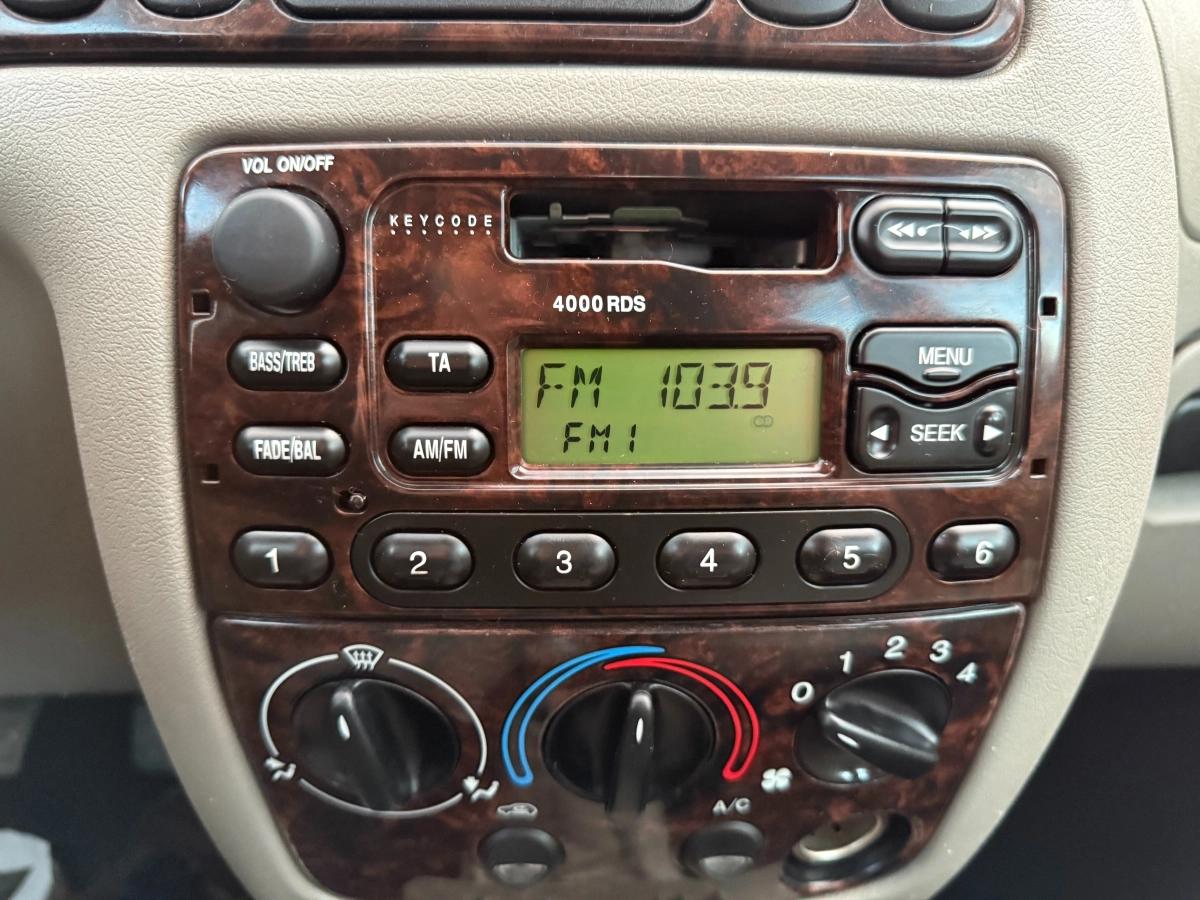 VOL ON/OFF
KEYCODE
4000 RDS
BASS/TREB
TA
MENU
FM 103.9
CD
FM1
FADE/BAL
AM/FM
SEEK
1 2 3 4 5 6
0 1 2 3 4
A/C